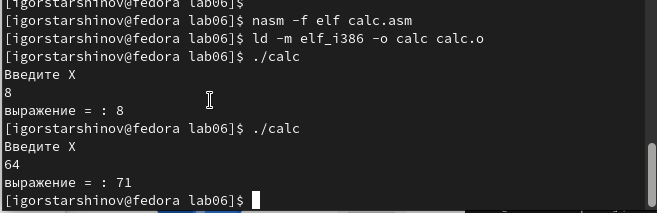 [igorstarshinov@fedora lab06]$
[igorstarshinov@fedora lab06]$ nasm -f elf calc.asm
[igorstarshinov@fedora lab06]$ ld -m elf_i386 -o calc calc.o
[igorstarshinov@fedora lab06]$ ./calc
Введите X
8
выражение = : 8
[igorstarshinov@fedora lab06]$ ./calc
Введите X
64
выражение = : 71
[igorstarshinov@fedora lab06]$